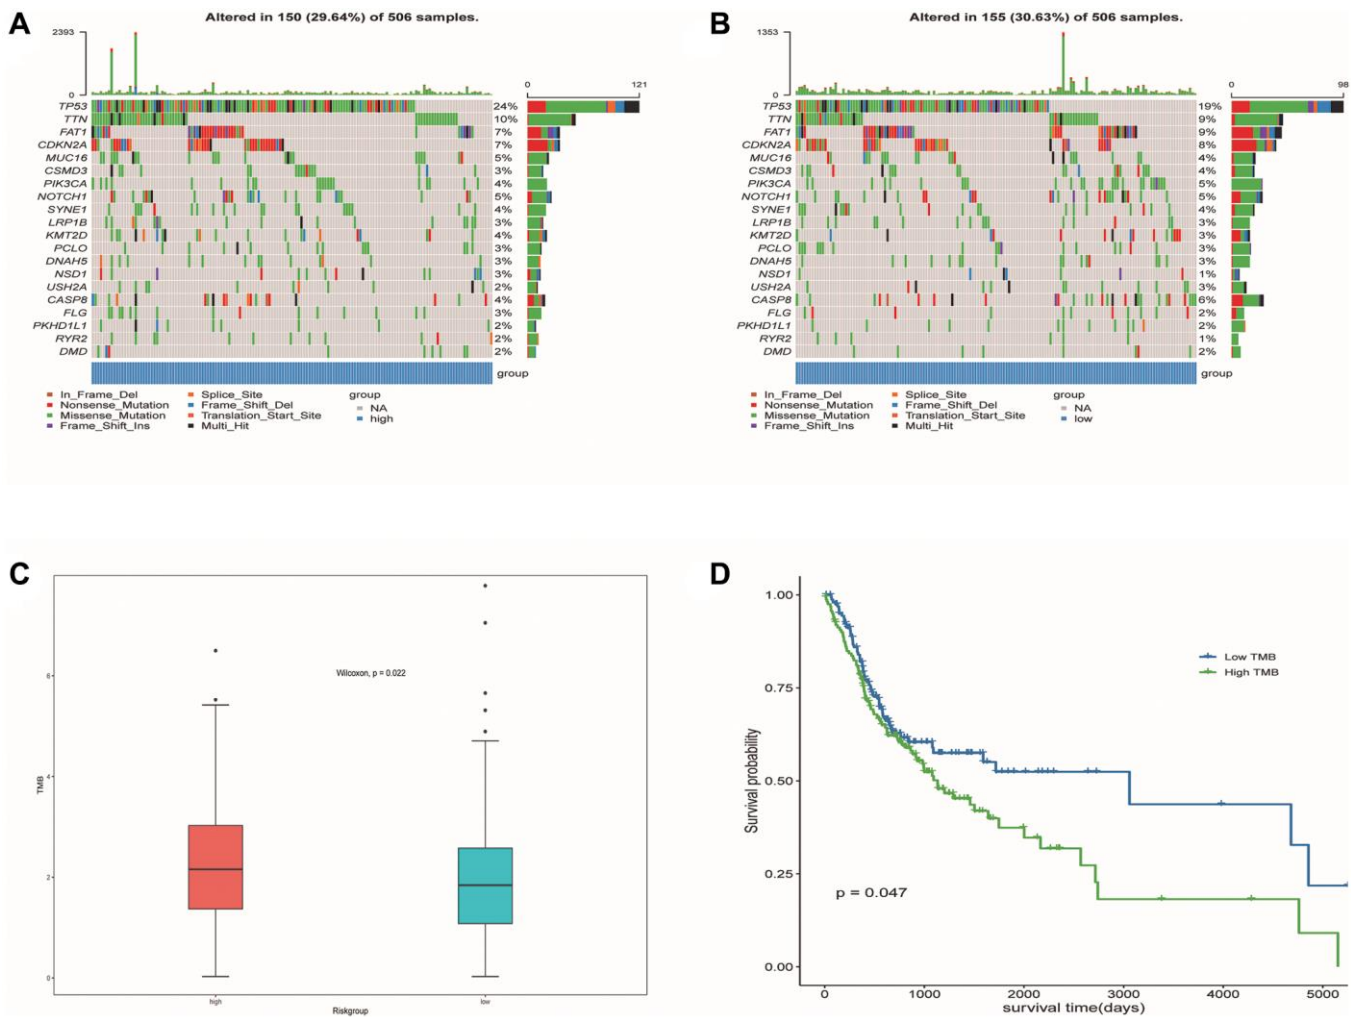 A
Altered in 150 (29.64%) of 506 samples.
2393
0
0 121
TP53 24%
TTN 10%
FAT1 7%
CDKN2A 7%
MUC16 5%
CSMD3 3%
PIK3CA 4%
NOTCH1 5%
SYNE1 4%
LRP1B 3%
KMT2D 4%
PCLO 3%
DNAH5 3%
NSD1 3%
USH2A 2%
CASP8 4%
FLG 3%
PKHD1L1 2%
RYR2 2%
DMD 2%
group
In_Frame_Del Splice_Site group
Nonsense_Mutation Frame_Shift_Del NA
Missense_Mutation Translation_Start_Site high
Frame_Shift_Ins Multi_Hit
B
Altered in 155 (30.63%) of 506 samples.
1353
0
0 98
TP53 19%
TTN 9%
FAT1 9%
CDKN2A 8%
MUC16 4%
CSMD3 4%
PIK3CA 5%
NOTCH1 5%
SYNE1 4%
LRP1B 3%
KMT2D 3%
PCLO 3%
DNAH5 3%
NSD1 1%
USH2A 3%
CASP8 6%
FLG 2%
PKHD1L1 2%
RYR2 1%
DMD 2%
group
In_Frame_Del Splice_Site group
Nonsense_Mutation Frame_Shift_Del NA
Missense_Mutation Translation_Start_Site low
Frame_Shift_Ins Multi_Hit
C
Wilcoxon, p = 0.022
6
4
2
0
TMB
high low
Riskgroup
D
1.00
0.75
0.50
0.25
0.00
Survival probability
Low TMB
High TMB
p = 0.047
0 1000 2000 3000 4000 5000
survival time(days)